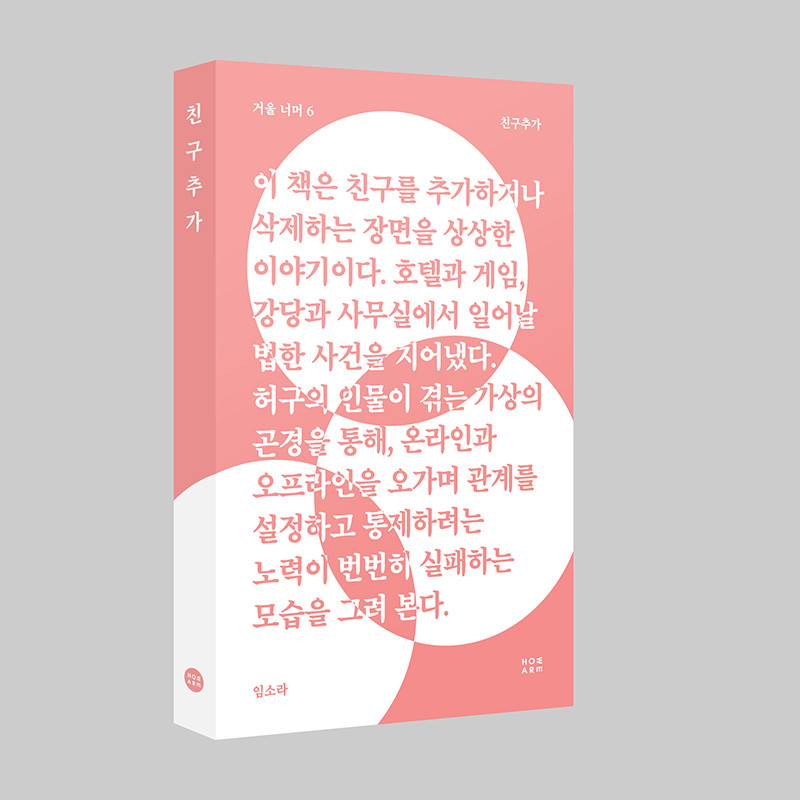 친구추가
거울 너머 6
친구추가
이 책은 친구를 추가하거나
삭제하는 장면을 상상한
이야기이다. 호텔과 게임,
강당과 사무실에서 일어날
법한 사건을 지어냈다.
허구의 인물이 겪는 가상의
곤경을 통해, 온라인과
오프라인을 오가며 관계를
설정하고 통제하려는
노력이 번번히 실패하는
모습을 그려 본다.
임소라
HOW
ARM
HOW
ARM